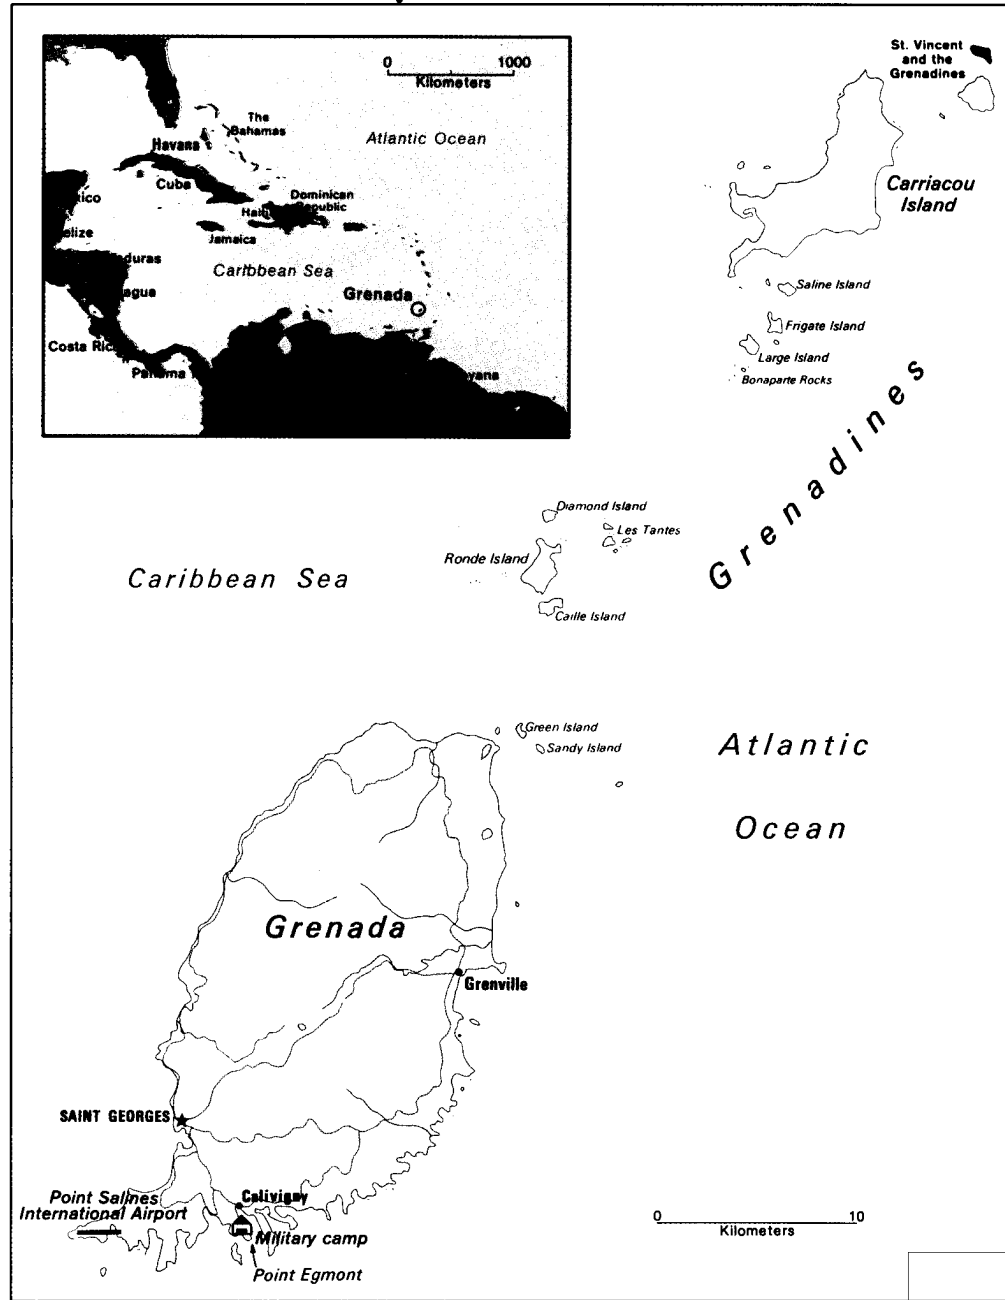 0 1000
Kilometers
The
Bahamas
Atlantic Ocean
Havana
Cuba
Dominican
Republic
Haiti
Jamaica
Caribbean Sea
Grenada
Costa Ric
Panama
St. Vincent
and the
Grenadines
Carriacou
Island
Saline Island
Frigate Island
Large Island
Bonaparte Rocks
Grenadines
Diamond Island
Les Tantes
Ronde Island
Caille Island
Caribbean Sea
Green Island
Sandy Island
Atlantic
Ocean
Grenada
Grenville
SAINT GEORGES
Calivigny
Point Salines
International Airport
Military camp
Point Egmont
0 10
Kilometers